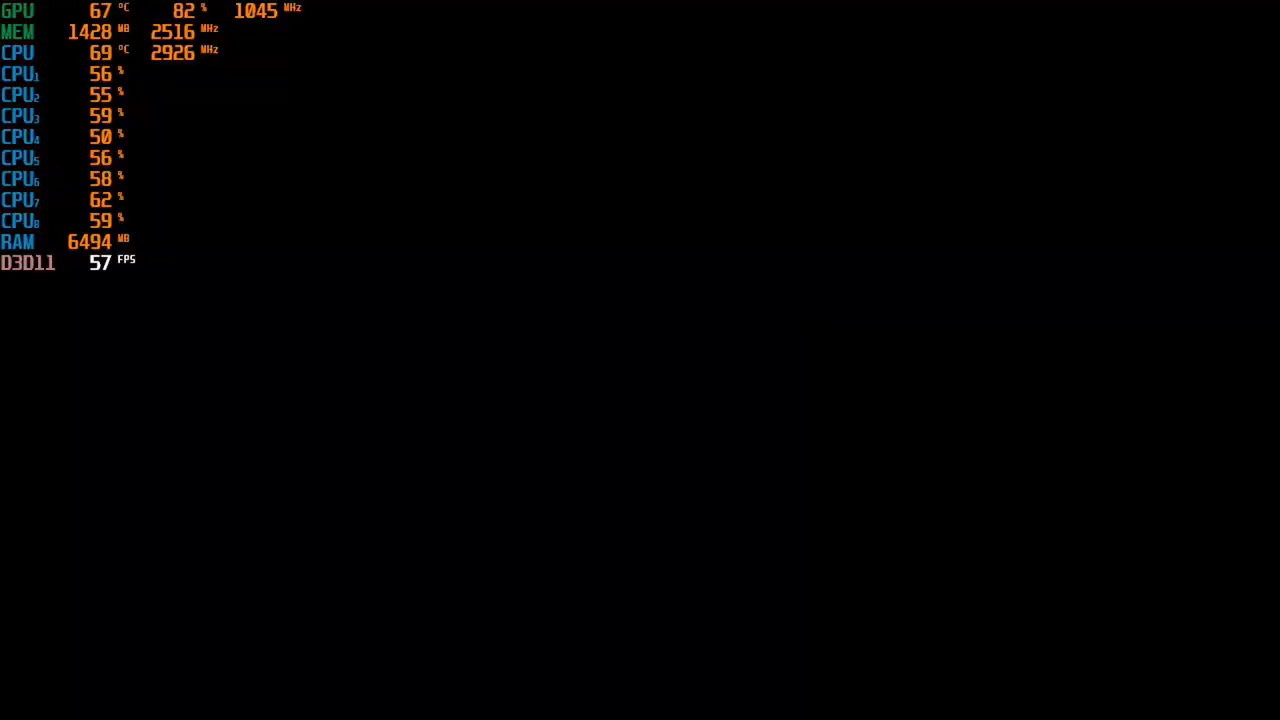 GPU 67 °C 82 % 1045 MHz
MEM 1428 MB 2516 MHz
CPU 69 °C 2926 MHz
CPU1 56 %
CPU2 55 %
CPU3 59 %
CPU4 50 %
CPU5 56 %
CPU6 58 %
CPU7 62 %
CPU8 59 %
RAM 6494 MB
D3D11 57 FPS